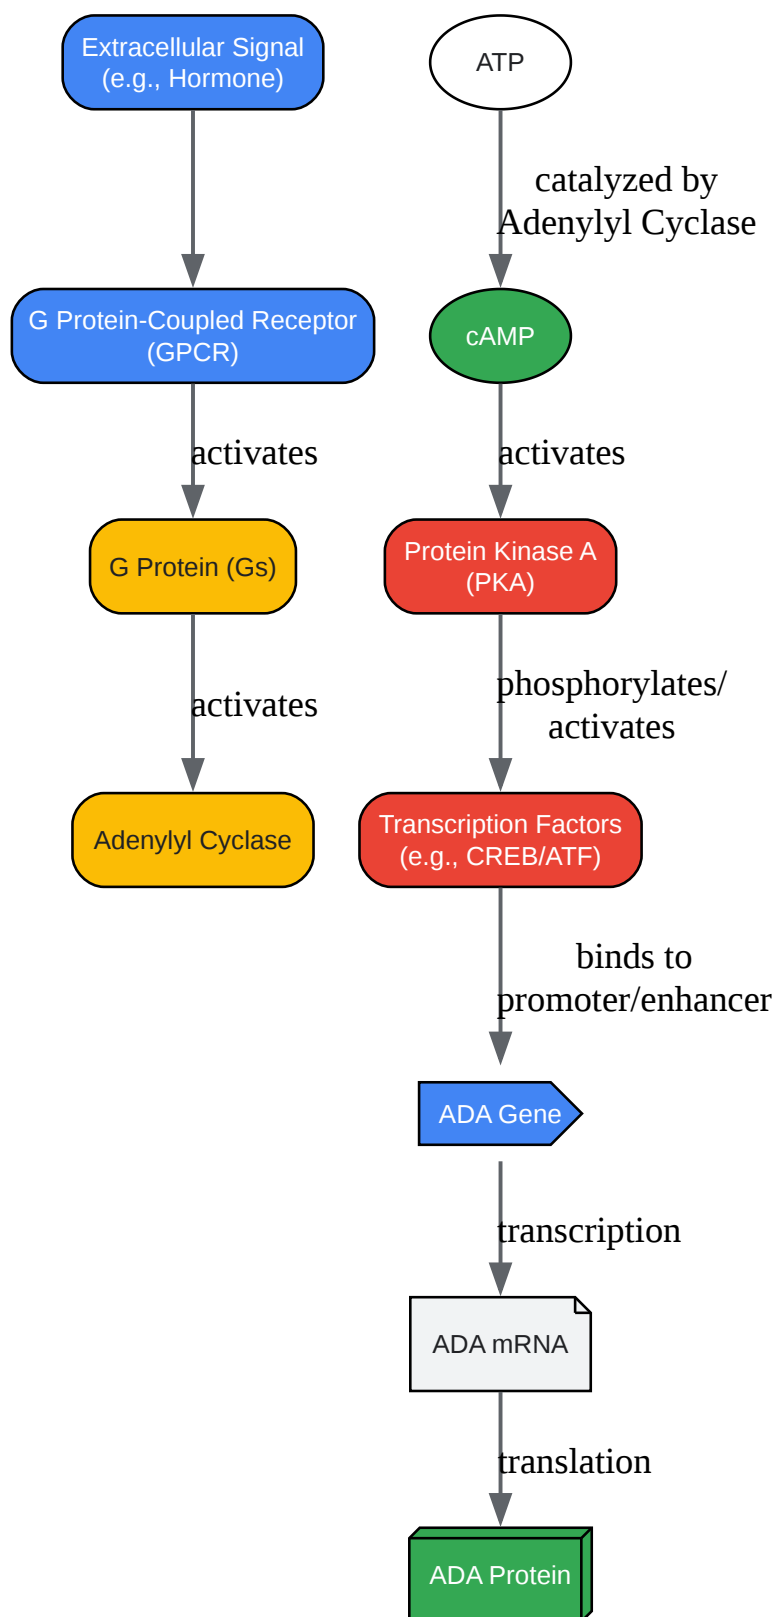 Extracellular Signal
(e.g., Hormone)
G Protein-Coupled Receptor
(GPCR)
activates
G Protein (Gs)
activates
Adenylyl Cyclase
ATP
catalyzed by
Adenylyl Cyclase
cAMP
activates
Protein Kinase A
(PKA)
phosphorylates/
activates
Transcription Factors
(e.g., CREB/ATF)
binds to
promoter/enhancer
ADA Gene
transcription
ADA mRNA
translation
ADA Protein